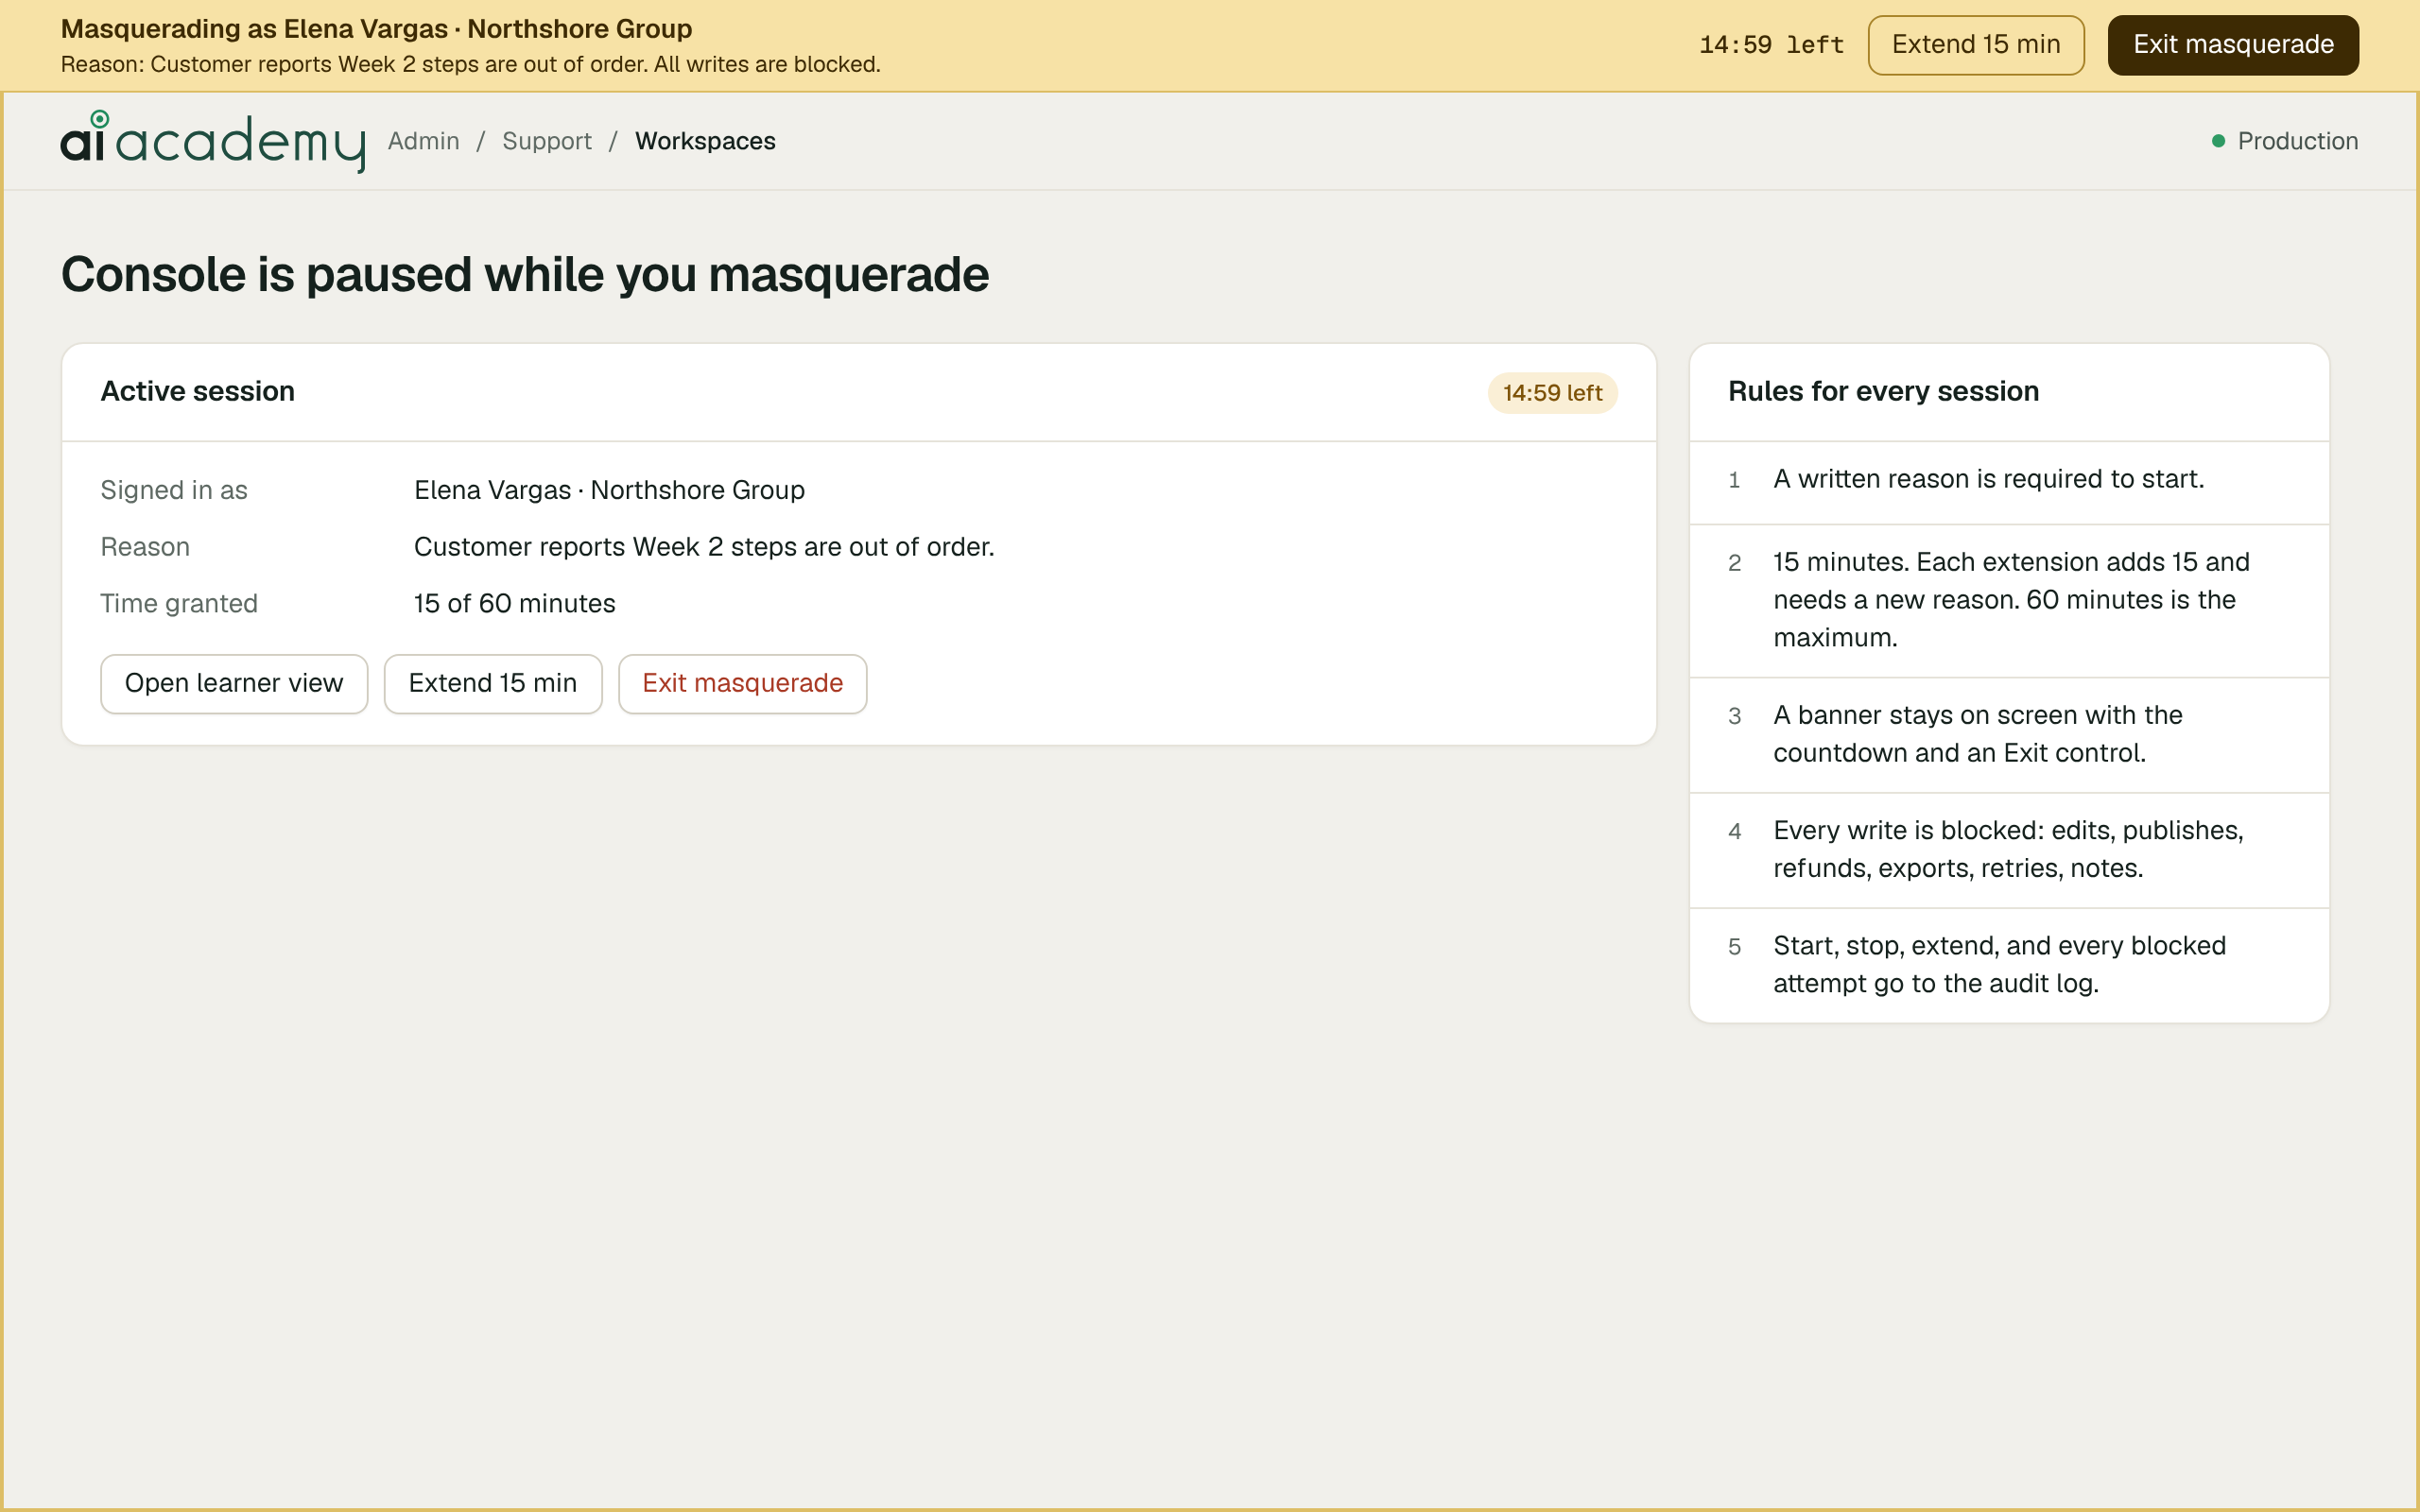 Masquerading as Elena Vargas · Northshore Group
Reason: Customer reports Week 2 steps are out of order. All writes are blocked.
14:59 left
Extend 15 min
Exit masquerade
ai academy
Admin / Support / Workspaces
Production
Console is paused while you masquerade
Active session
14:59 left
Signed in as
Elena Vargas · Northshore Group
Reason
Customer reports Week 2 steps are out of order.
Time granted
15 of 60 minutes
Open learner view
Extend 15 min
Exit masquerade
Rules for every session
1 A written reason is required to start.
2 15 minutes. Each extension adds 15 and
needs a new reason. 60 minutes is the
maximum.
3 A banner stays on screen with the
countdown and an Exit control.
4 Every write is blocked: edits, publishes,
refunds, exports, retries, notes.
5 Start, stop, extend, and every blocked
attempt go to the audit log.